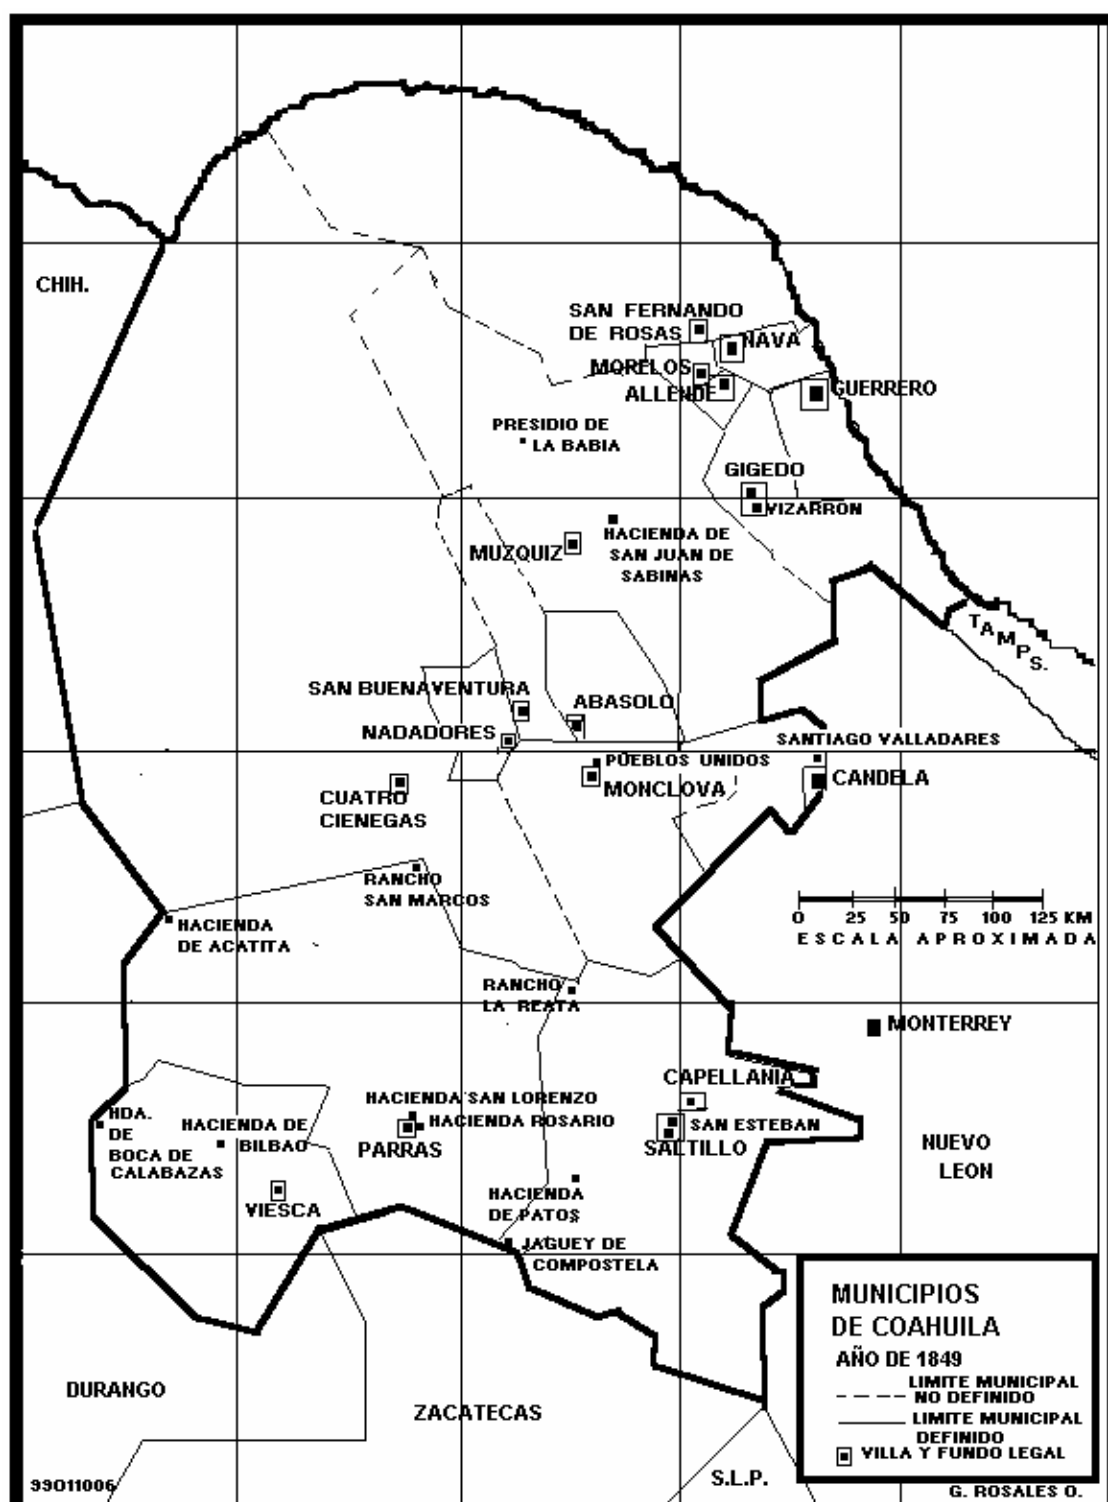 CHIH.
SAN FERNANDO
DE ROSAS
NAVA
MORELOS
ALLENDE
GUERRERO
PRESIDIO DE
LA BABIA
GIGEDO
VIZARRON
HACIENDA DE
SAN JUAN DE
SABINAS
MUZQUIZ
TAMPS.
SAN BUENAVENTURA
ABASOLO
NADADORES
SANTIAGO VALLADARES
PUEBLOS UNIDOS
MONCLOVA
CANDELA
CUATRO
CIENEGAS
RANCHO
SAN MARCOS
0 25 50 75 100 125 KM
ESCALA APROXIMADA
HACIENDA
DE ACATITA
RANCHO
LA REATA
MONTERREY
CAPELLANIA
HACIENDA SAN LORENZO
HACIENDA ROSARIO
PARRAS
SAN ESTEBAN
SALTILLO
HDA.
DE
BOCA DE
CALABAZAS
HACIENDA DE
BILBAO
VIESCA
NUEVO
LEON
HACIENDA
DE PATOS
JAGUEY DE
COMPOSTELA
DURANGO
ZACATECAS
S.L.P.
MUNICIPIOS
DE COAHUILA
AÑO DE 1849
LIMITE MUNICIPAL
NO DEFINIDO
LIMITE MUNICIPAL
DEFINIDO
VILLA Y FUNDO LEGAL
99011006
G. ROSALES O.